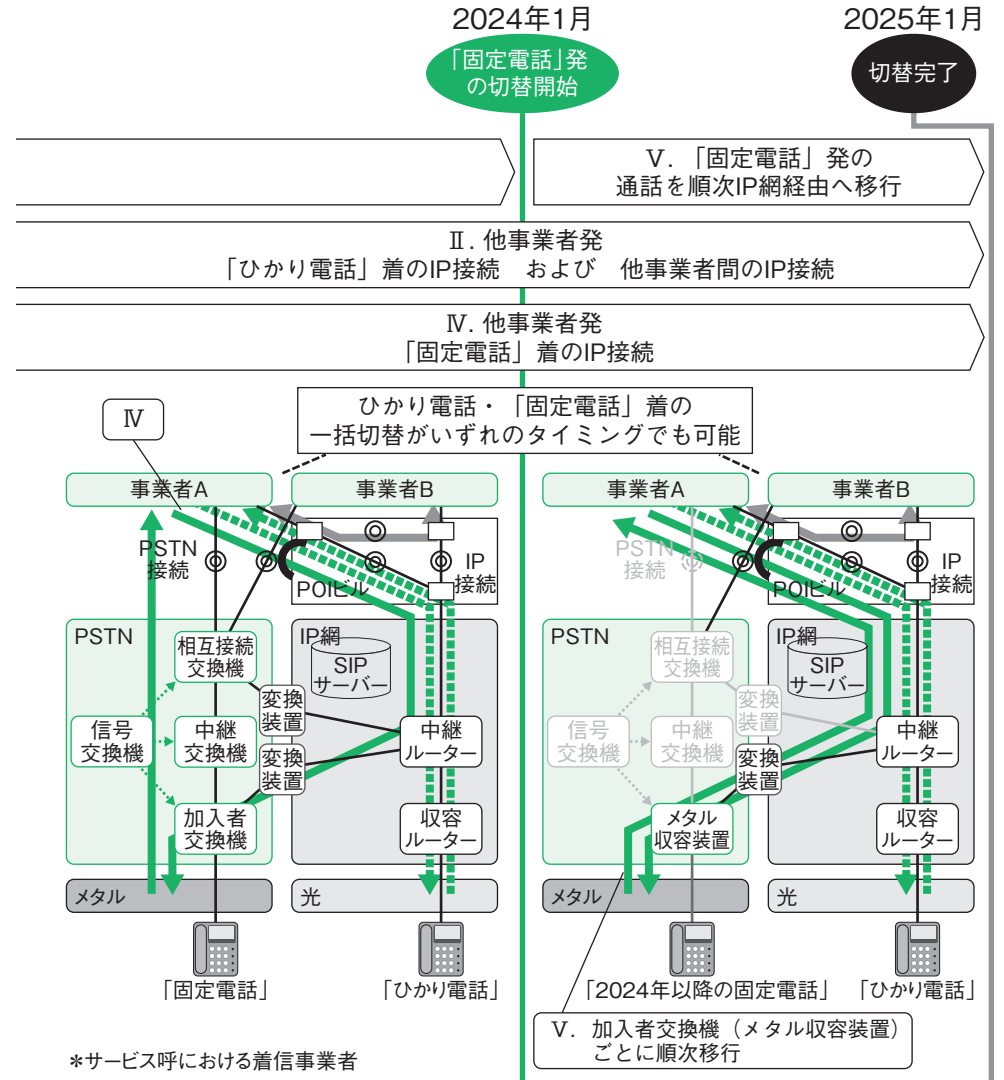 2024年1月
2025年1月
「固定電話」発
の切替開始
切替完了
Ⅴ. 「固定電話」発の
通話を順次IP網経由へ移行
Ⅱ. 他事業者発
「ひかり電話」着のIP接続　および　他事業者間のIP接続
Ⅳ. 他事業者発
「固定電話」着のIP接続
ひかり電話・「固定電話」着の
一括切替がいずれのタイミングでも可能
Ⅳ
事業者A
事業者B
PSTN
接続
IP
接続
POIビル
PSTN
IP網
相互接続
交換機
SIP
サーバー
変換
装置
信号
交換機
中継
交換機
変換
装置
中継
ルーター
加入者
交換機
収容
ルーター
メタル
光
「固定電話」
「ひかり電話」
事業者A
事業者B
PSTN
接続
IP
接続
POIビル
PSTN
IP網
相互接続
交換機
SIP
サーバー
変換
装置
信号
交換機
中継
交換機
変換
装置
中継
ルーター
メタル
収容装置
収容
ルーター
メタル
光
「2024年以降の固定電話」
「ひかり電話」
Ⅴ. 加入者交換機（メタル収容装置）
ごとに順次移行
＊サービス呼における着信事業者